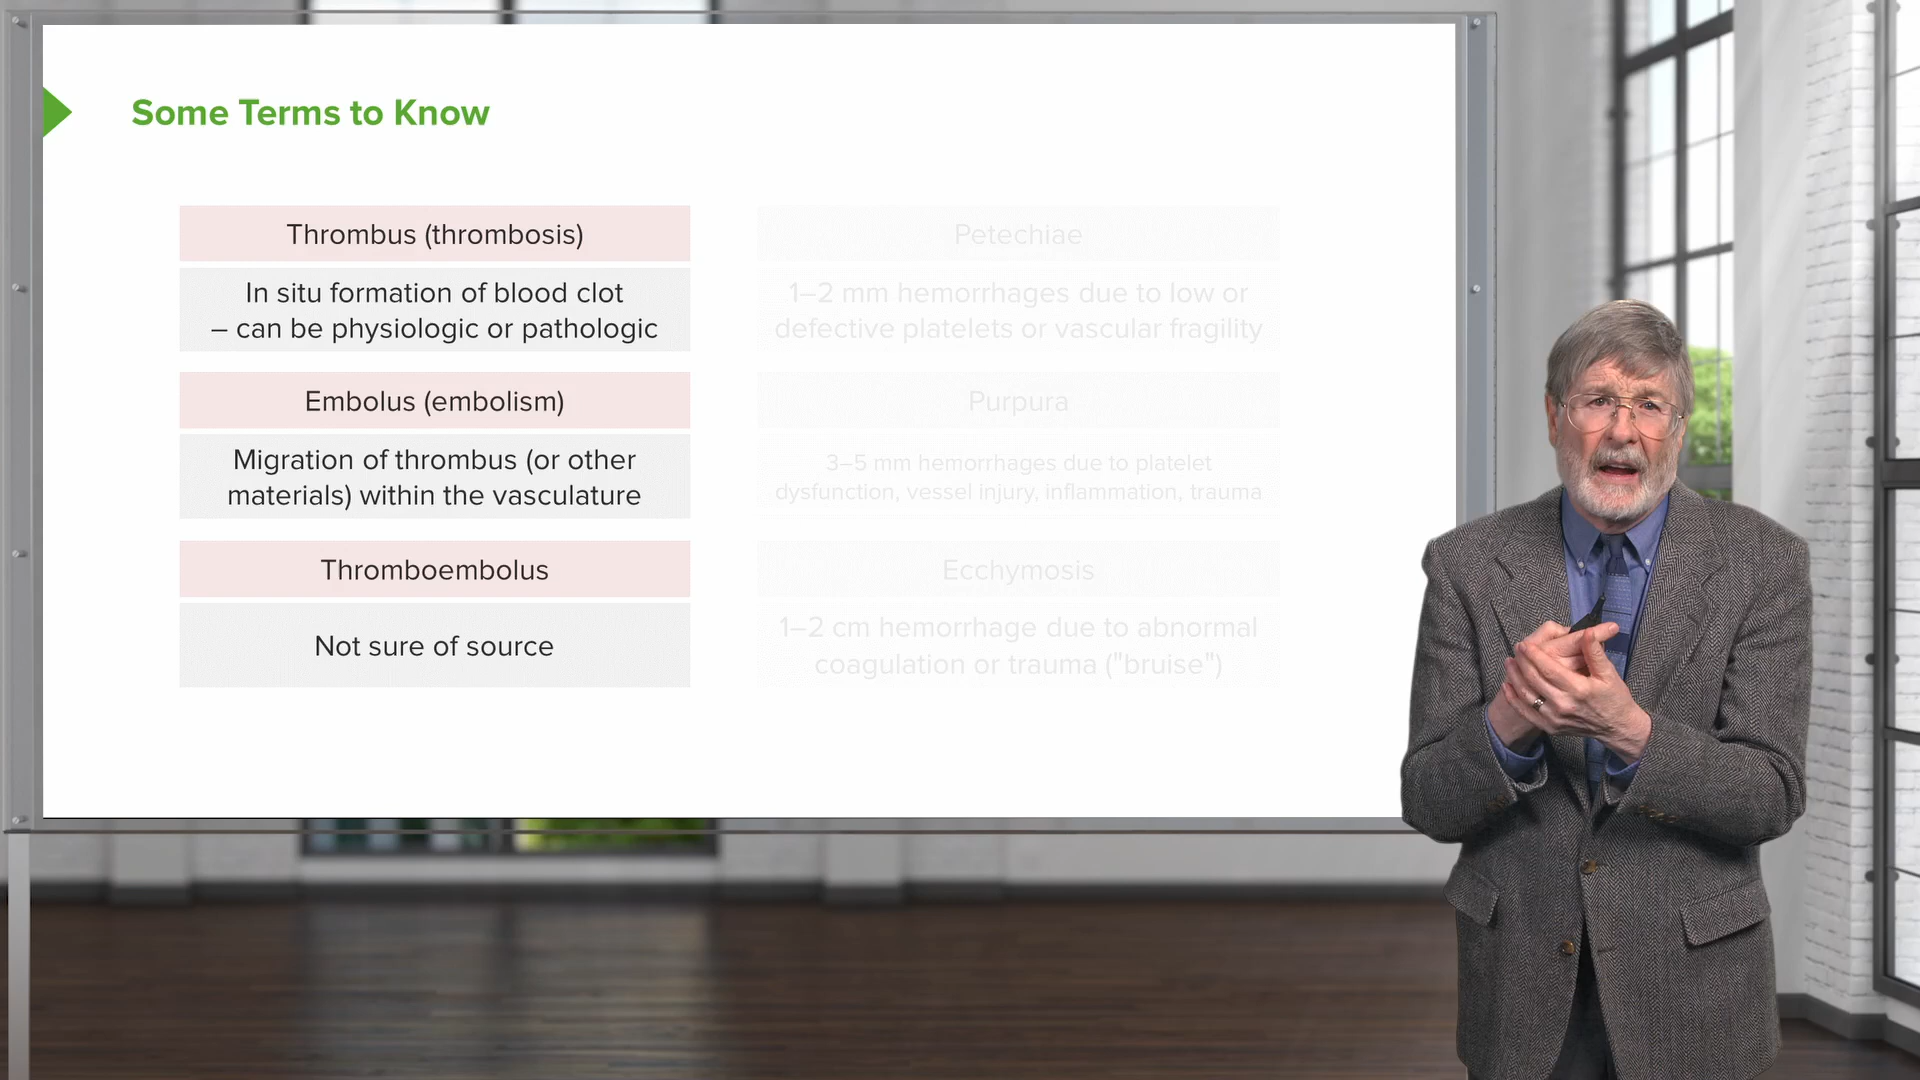 Some Terms to Know
Thrombus (thrombosis)
In situ formation of blood clot
– can be physiologic or pathologic
Embolus (embolism)
Migration of thrombus (or other
materials) within the vasculature
Thromboembolus
Not sure of source
Petechiae
1–2 mm hemorrhages due to low or
defective platelets or vascular fragility
Purpura
3–5 mm hemorrhages due to platelet
dysfunction, vessel injury, inflammation, trauma
Ecchymosis
1–2 cm hemorrhage due to abnormal
coagulation or trauma ("bruise")